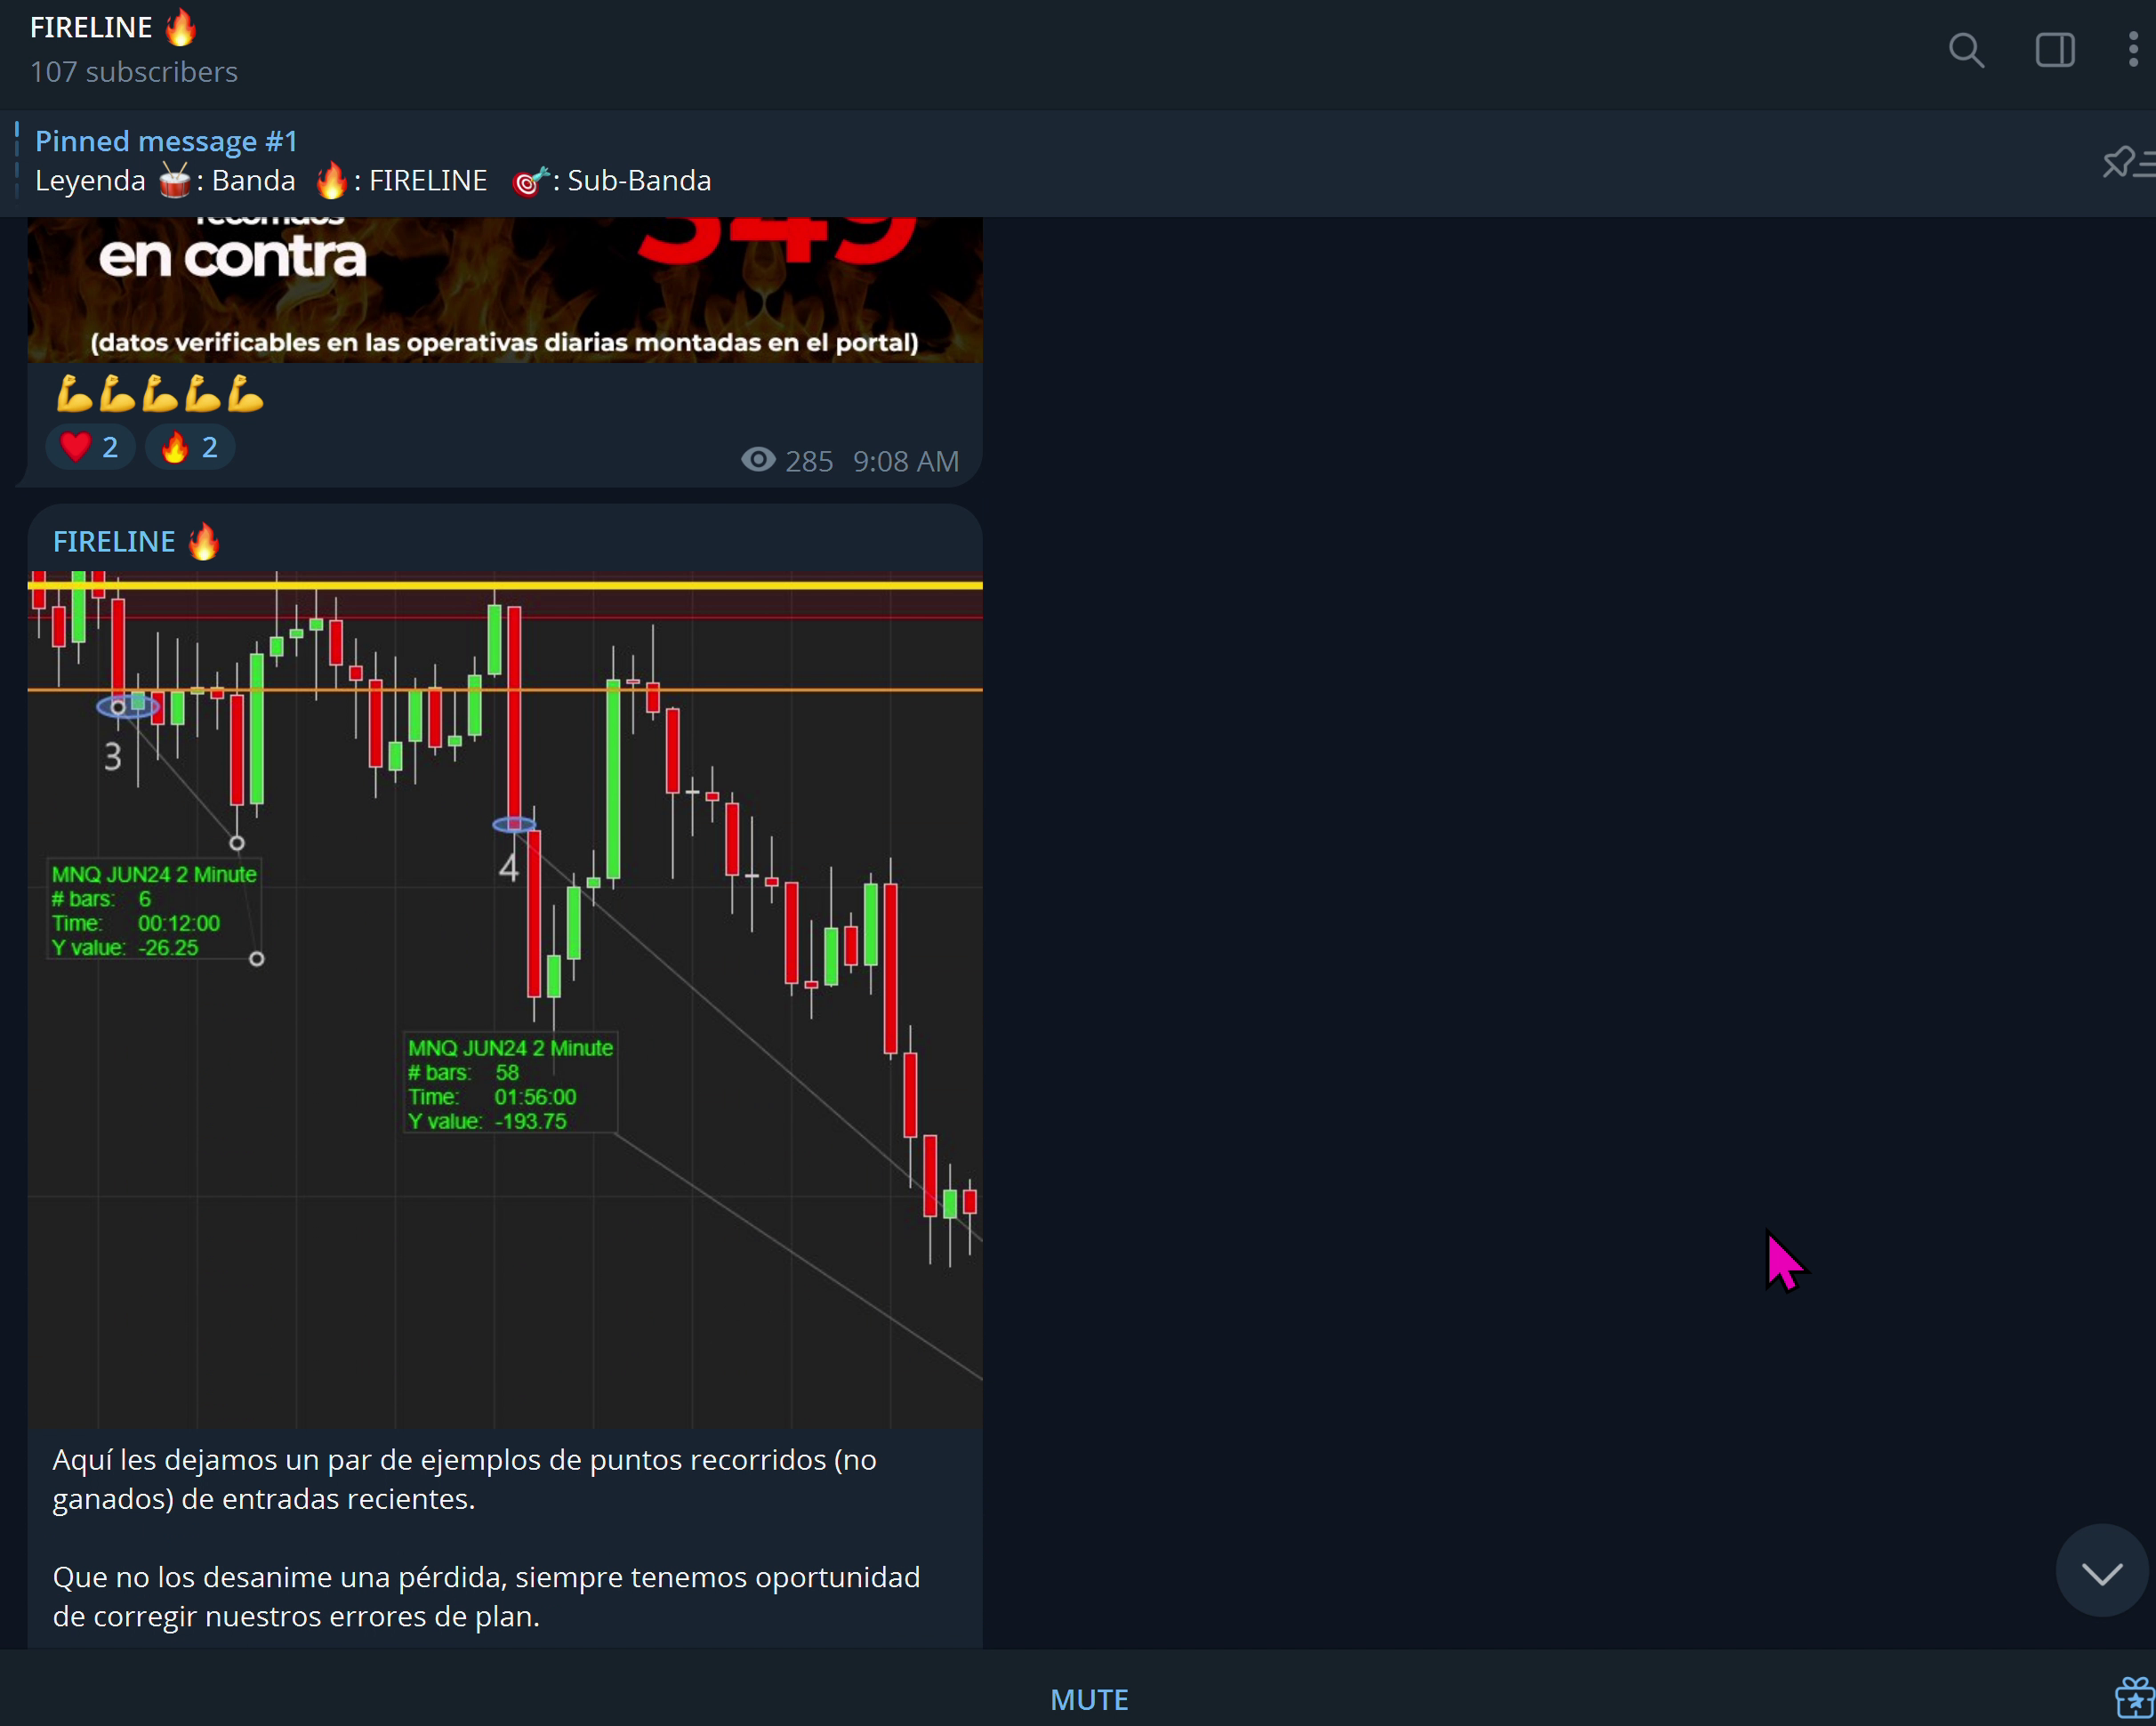 FIRELINE 🔥
107 subscribers
Pinned message #1
Leyenda 🥁: Banda 🔥: FIRELINE 🎯: Sub-Banda
recorridos
en contra
549
(datos verificables en las operativas diarias montadas en el portal)
💪💪💪💪💪
❤️ 2 🔥 2
285 9:08 AM
FIRELINE 🔥
3
MNQ JUN24 2 Minute
# bars: 6
Time: 00:12:00
Y value: -26.25
4
MNQ JUN24 2 Minute
# bars: 58
Time: 01:56:00
Y value: -193.75
Aquí les dejamos un par de ejemplos de puntos recorridos (no
ganados) de entradas recientes.
Que no los desanime una pérdida, siempre tenemos oportunidad
de corregir nuestros errores de plan.
MUTE